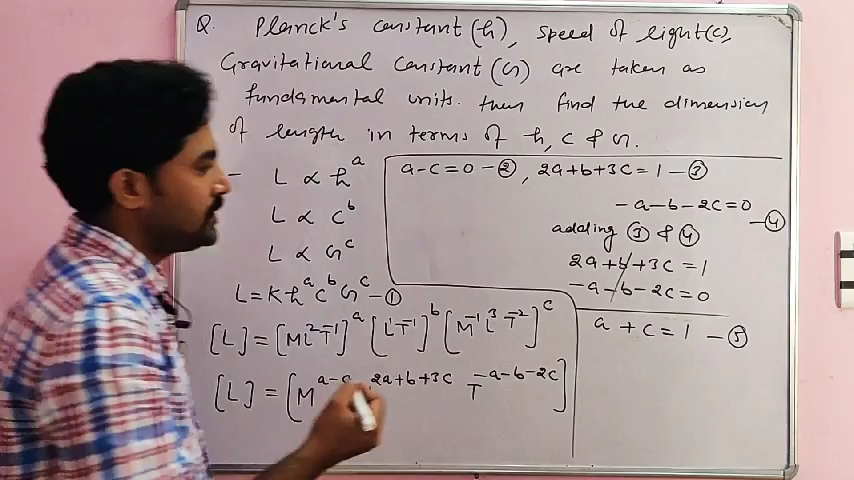 Q. Planck's constant (h), speed of light (c),
Gravitational constant (G) are taken as
fundamental units. then find the dimension
of length in terms of h, c & G.
- L ∝ h^a
L ∝ c^b
L ∝ G^c
L = K h^a c^b G^c - ①
[L] = [ML²T⁻¹]^a [L¹T⁻¹]^b [M⁻¹L³T⁻²]^c
[L] = [M^a-c 2a+b+3c T^-a-b-2c]
a-c=0 - ②, 2a+b+3c=1 - ③
-a-b-2c=0 - ④
adding ③ & ④
2a+b+3c=1
-a-b-2c=0
a + c = 1 - ⑤